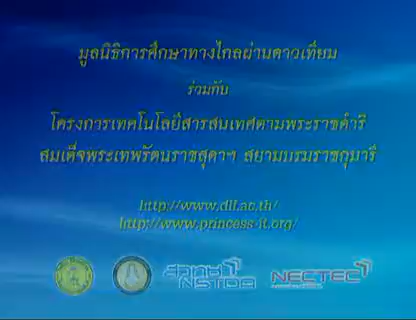 มูลนิธิการศึกษาทางไกลผ่านดาวเทียม
ร่วมกับ
โครงการเทคโนโลยีสารสนเทศตามพระราชดำริ
สมเด็จพระเทพรัตนราชสุดาฯ สยามบรมราชกุมารี
http://www.dlf.ac.th/
http://www.princess-it.org/
สวทช NSTDA NECTEC